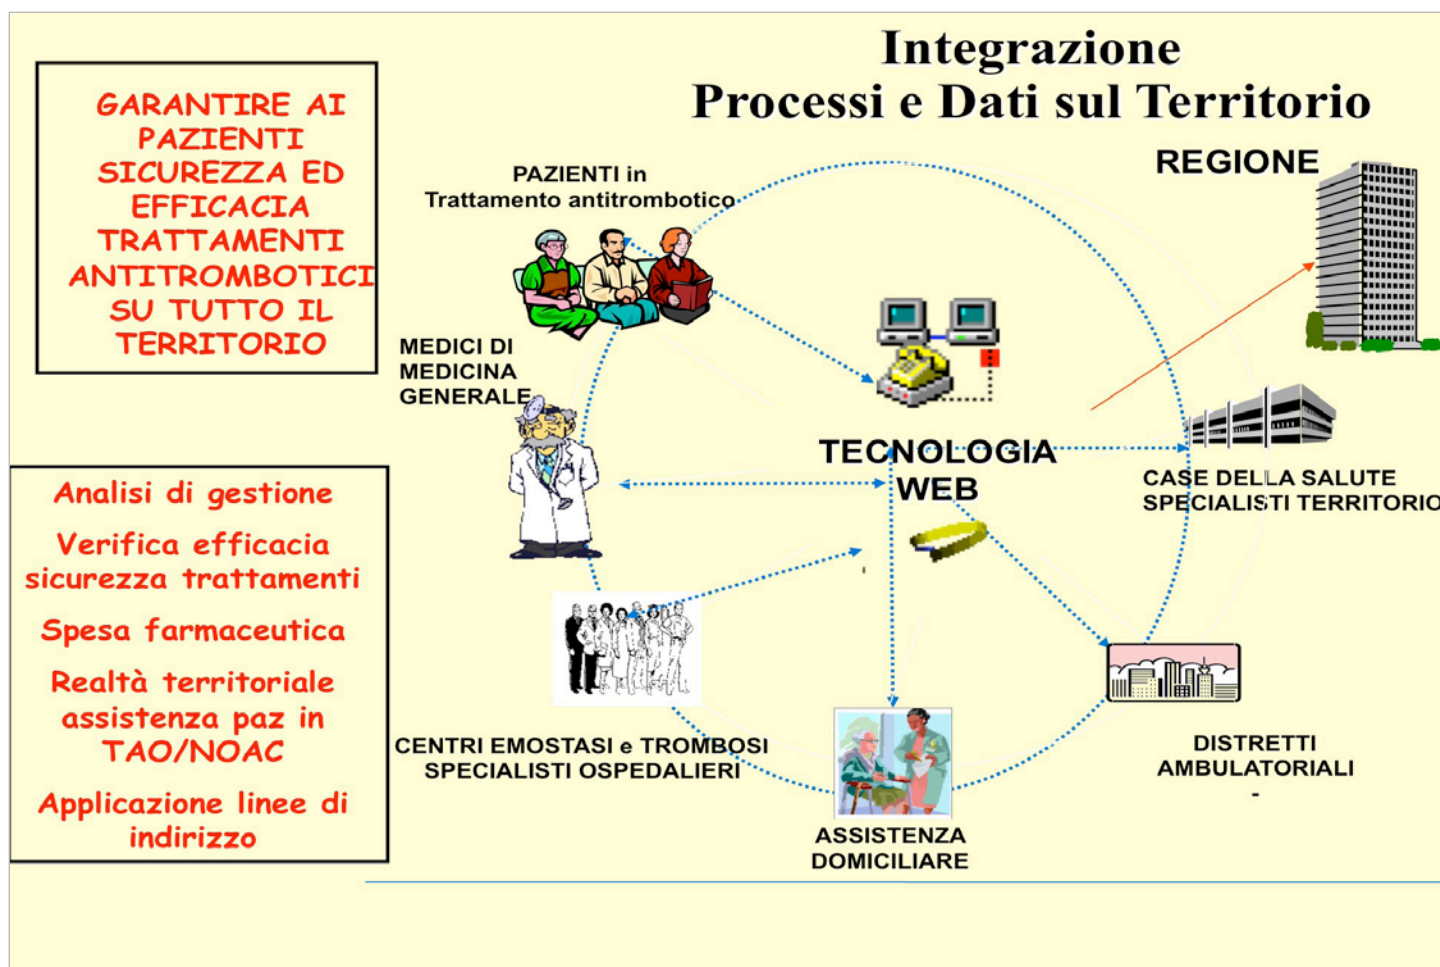 Integrazione
Processi e Dati sul Territorio
GARANTIRE AI
PAZIENTI
SICUREZZA ED
EFFICACIA
TRATTAMENTI
ANTITROMBOTICI
SU TUTTO IL
TERRITORIO
REGIONE
PAZIENTI in
Trattamento antitrombotico
MEDICI DI
MEDICINA
GENERALE
TECNOLOGIA
WEB
CASE DELLA SALUTE
SPECIALISTI TERRITORIO
Analisi di gestione
Verifica efficacia
sicurezza trattamenti
Spesa farmaceutica
Realtà territoriale
assistenza paz in
TAO/NOAC
Applicazione linee di
indirizzo
CENTRI EMOSTASI e TROMBOSI
SPECIALISTI OSPEDALIERI
DISTRETTI
AMBULATORIALI
-
ASSISTENZA
DOMICILIARE